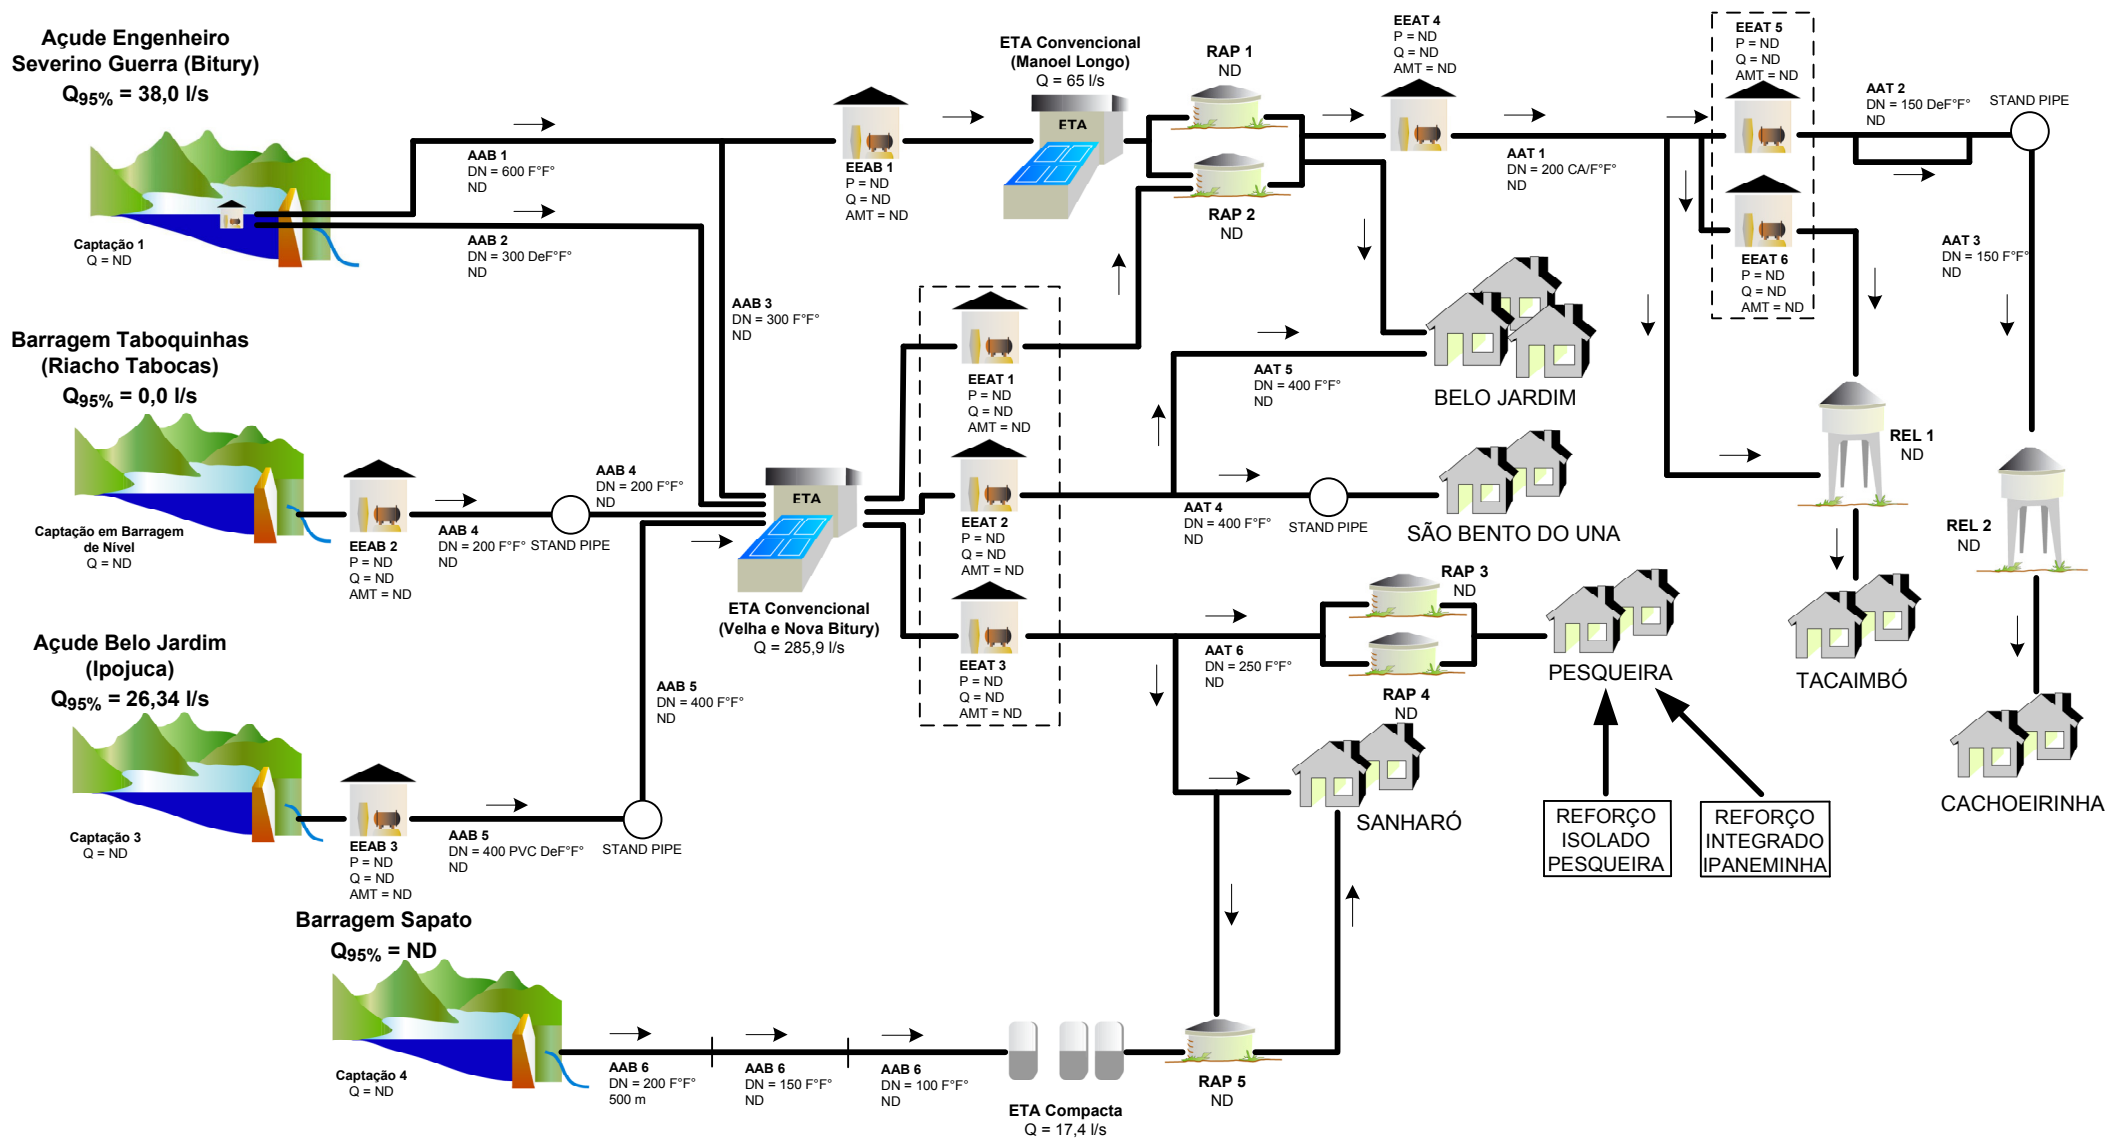 Açude Engenheiro
Severino Guerra (Bitury)
Q95% = 38,0 l/s
Captação 1
Q = ND
AAB 1
DN = 600 F°F°
ND
AAB 2
DN = 300 DeF°F°
ND
AAB 3
DN = 300 F°F°
ND
EEAB 1
P = ND
Q = ND
AMT = ND
ETA Convencional
(Manoel Longo)
Q = 65 l/s
ETA
RAP 1
ND
RAP 2
ND
EEAT 4
P = ND
Q = ND
AMT = ND
AAT 1
DN = 200 CA/F°F°
ND
EEAT 5
P = ND
Q = ND
AMT = ND
EEAT 6
P = ND
Q = ND
AMT = ND
AAT 2
DN = 150 DeF°F°
ND
STAND PIPE
AAT 3
DN = 150 F°F°
ND
Barragem Taboquinhas
(Riacho Tabocas)
Q95% = 0,0 l/s
Captação em Barragem
de Nível
Q = ND
EEAB 2
P = ND
Q = ND
AMT = ND
AAB 4
DN = 200 F°F°
ND
STAND PIPE
AAB 4
DN = 200 F°F°
ND
ETA
ETA Convencional
(Velha e Nova Bitury)
Q = 285,9 l/s
EEAT 1
P = ND
Q = ND
AMT = ND
EEAT 2
P = ND
Q = ND
AMT = ND
EEAT 3
P = ND
Q = ND
AMT = ND
AAT 5
DN = 400 F°F°
ND
BELO JARDIM
AAT 4
DN = 400 F°F°
ND
STAND PIPE
SÃO BENTO DO UNA
REL 1
ND
REL 2
ND
AAT 6
DN = 250 F°F°
ND
RAP 3
ND
RAP 4
ND
PESQUEIRA
TACAIMBÓ
CACHOEIRINHA
SANHARÓ
REFORÇO
ISOLADO
PESQUEIRA
REFORÇO
INTEGRADO
IPANEMINHA
Açude Belo Jardim
(Ipojuca)
Q95% = 26,34 l/s
Captação 3
Q = ND
EEAB 3
P = ND
Q = ND
AMT = ND
AAB 5
DN = 400 PVC DeF°F°
ND
STAND PIPE
AAB 5
DN = 400 F°F°
ND
Barragem Sapato
Q95% = ND
Captação 4
Q = ND
AAB 6
DN = 200 F°F°
500 m
AAB 6
DN = 150 F°F°
ND
AAB 6
DN = 100 F°F°
ND
ETA Compacta
Q = 17,4 l/s
RAP 5
ND